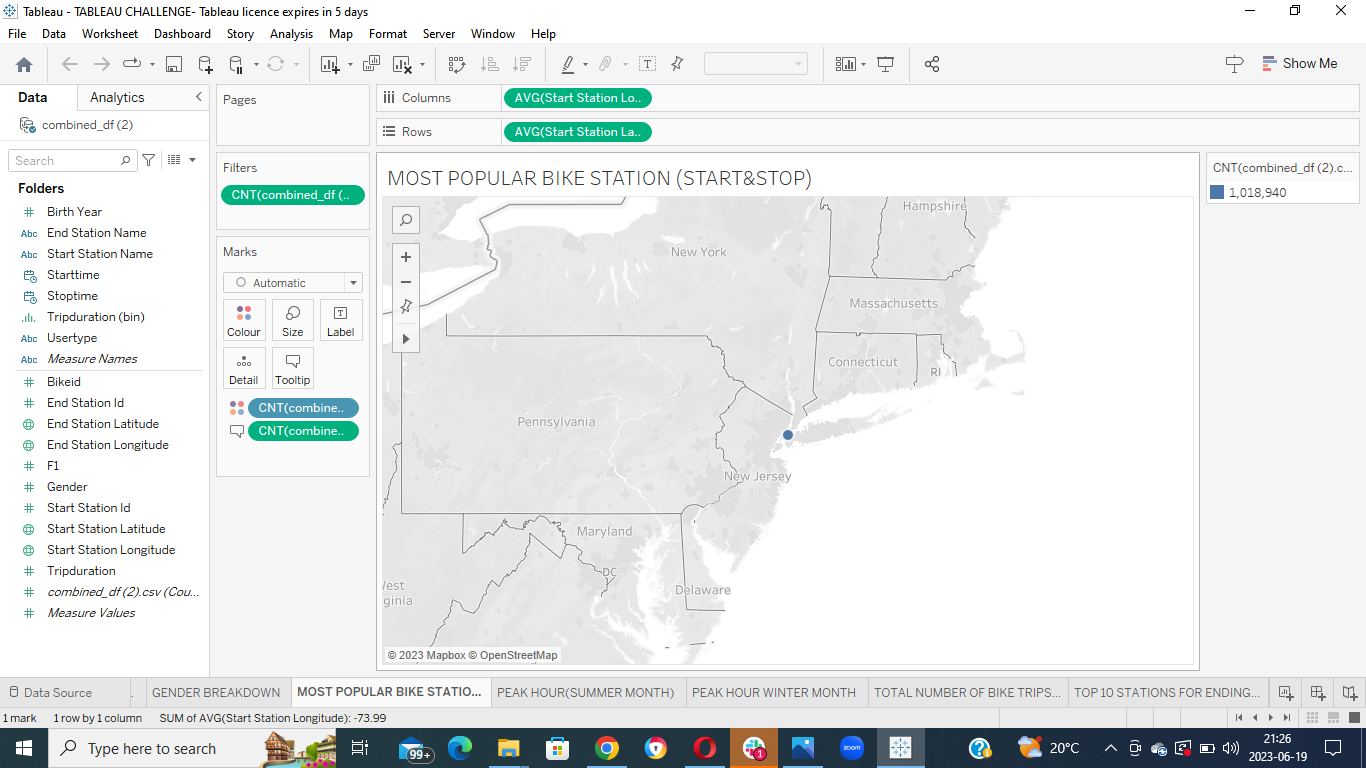 Tableau - TABLEAU CHALLENGE- Tableau licence expires in 5 days
File Data Worksheet Dashboard Story Analysis Map Format Server Window Help
Show Me
Data Analytics
combined_df (2)
Search
Folders
Birth Year
Abc End Station Name
Abc Start Station Name
Starttime
Stoptime
Tripduration (bin)
Abc Usertype
Abc Measure Names
Bikeid
End Station Id
End Station Latitude
End Station Longitude
F1
Gender
Start Station Id
Start Station Latitude
Start Station Longitude
Tripduration
combined_df (2).csv (Cou...
Measure Values
Pages
Filters
CNT(combined_df (..
Marks
Automatic
Colour Size Label
Detail Tooltip
CNT(combine..
CNT(combine..
Columns AVG(Start Station Lo..
Rows AVG(Start Station La..
MOST POPULAR BIKE STATION (START&STOP)
Hampshire
New York
Massachusetts
Connecticut
RI
Pennsylvania
New Jersey
Maryland
DC
Delaware
Vest
ginia
© 2023 Mapbox © OpenStreetMap
CNT(combined_df (2).c...
1,018,940
Data Source
GENDER BREAKDOWN
MOST POPULAR BIKE STATIO...
PEAK HOUR(SUMMER MONTH)
PEAK HOUR WINTER MONTH
TOTAL NUMBER OF BIKE TRIPS...
TOP 10 STATIONS FOR ENDING...
1 mark 1 row by 1 column SUM of AVG(Start Station Longitude): -73.99
Type here to search
99+
1
zoom
20°C
21:26
2023-06-19